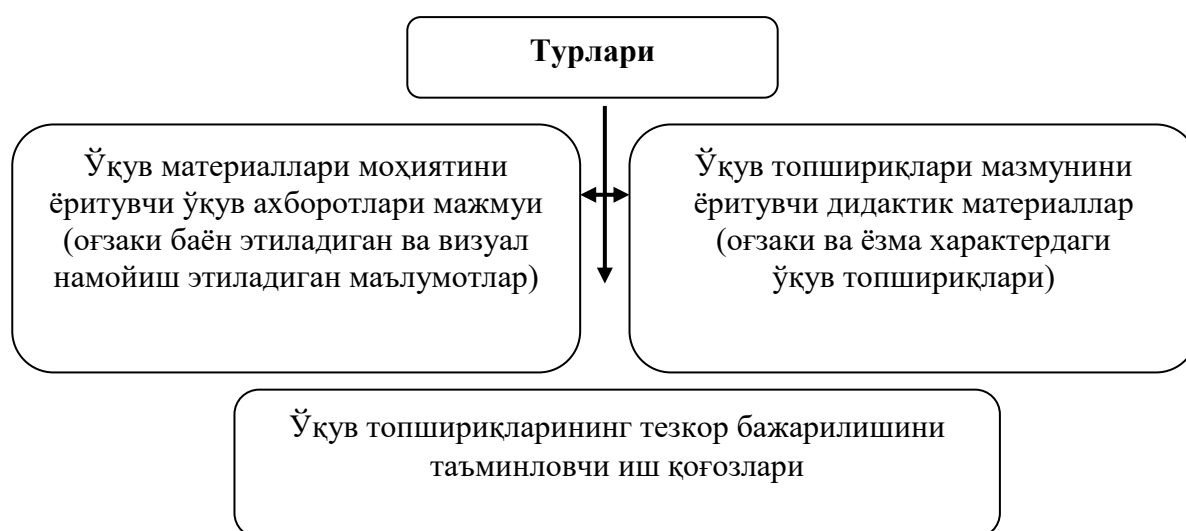 Турлари
Ўқув материаллари моҳиятини
ёритувчи ўқув ахборотлари мажмуи
(оғзаки баён этиладиган ва визуал
намойиш этиладиган маълумотлар)
Ўқув топшириқлари мазмунини
ёритувчи дидактик материаллар
(оғзаки ва ёзма характердаги
ўқув топшириқлари)
Ўқув топшириқларининг тезкор бажарилишини
таъминловчи иш қоғозлари